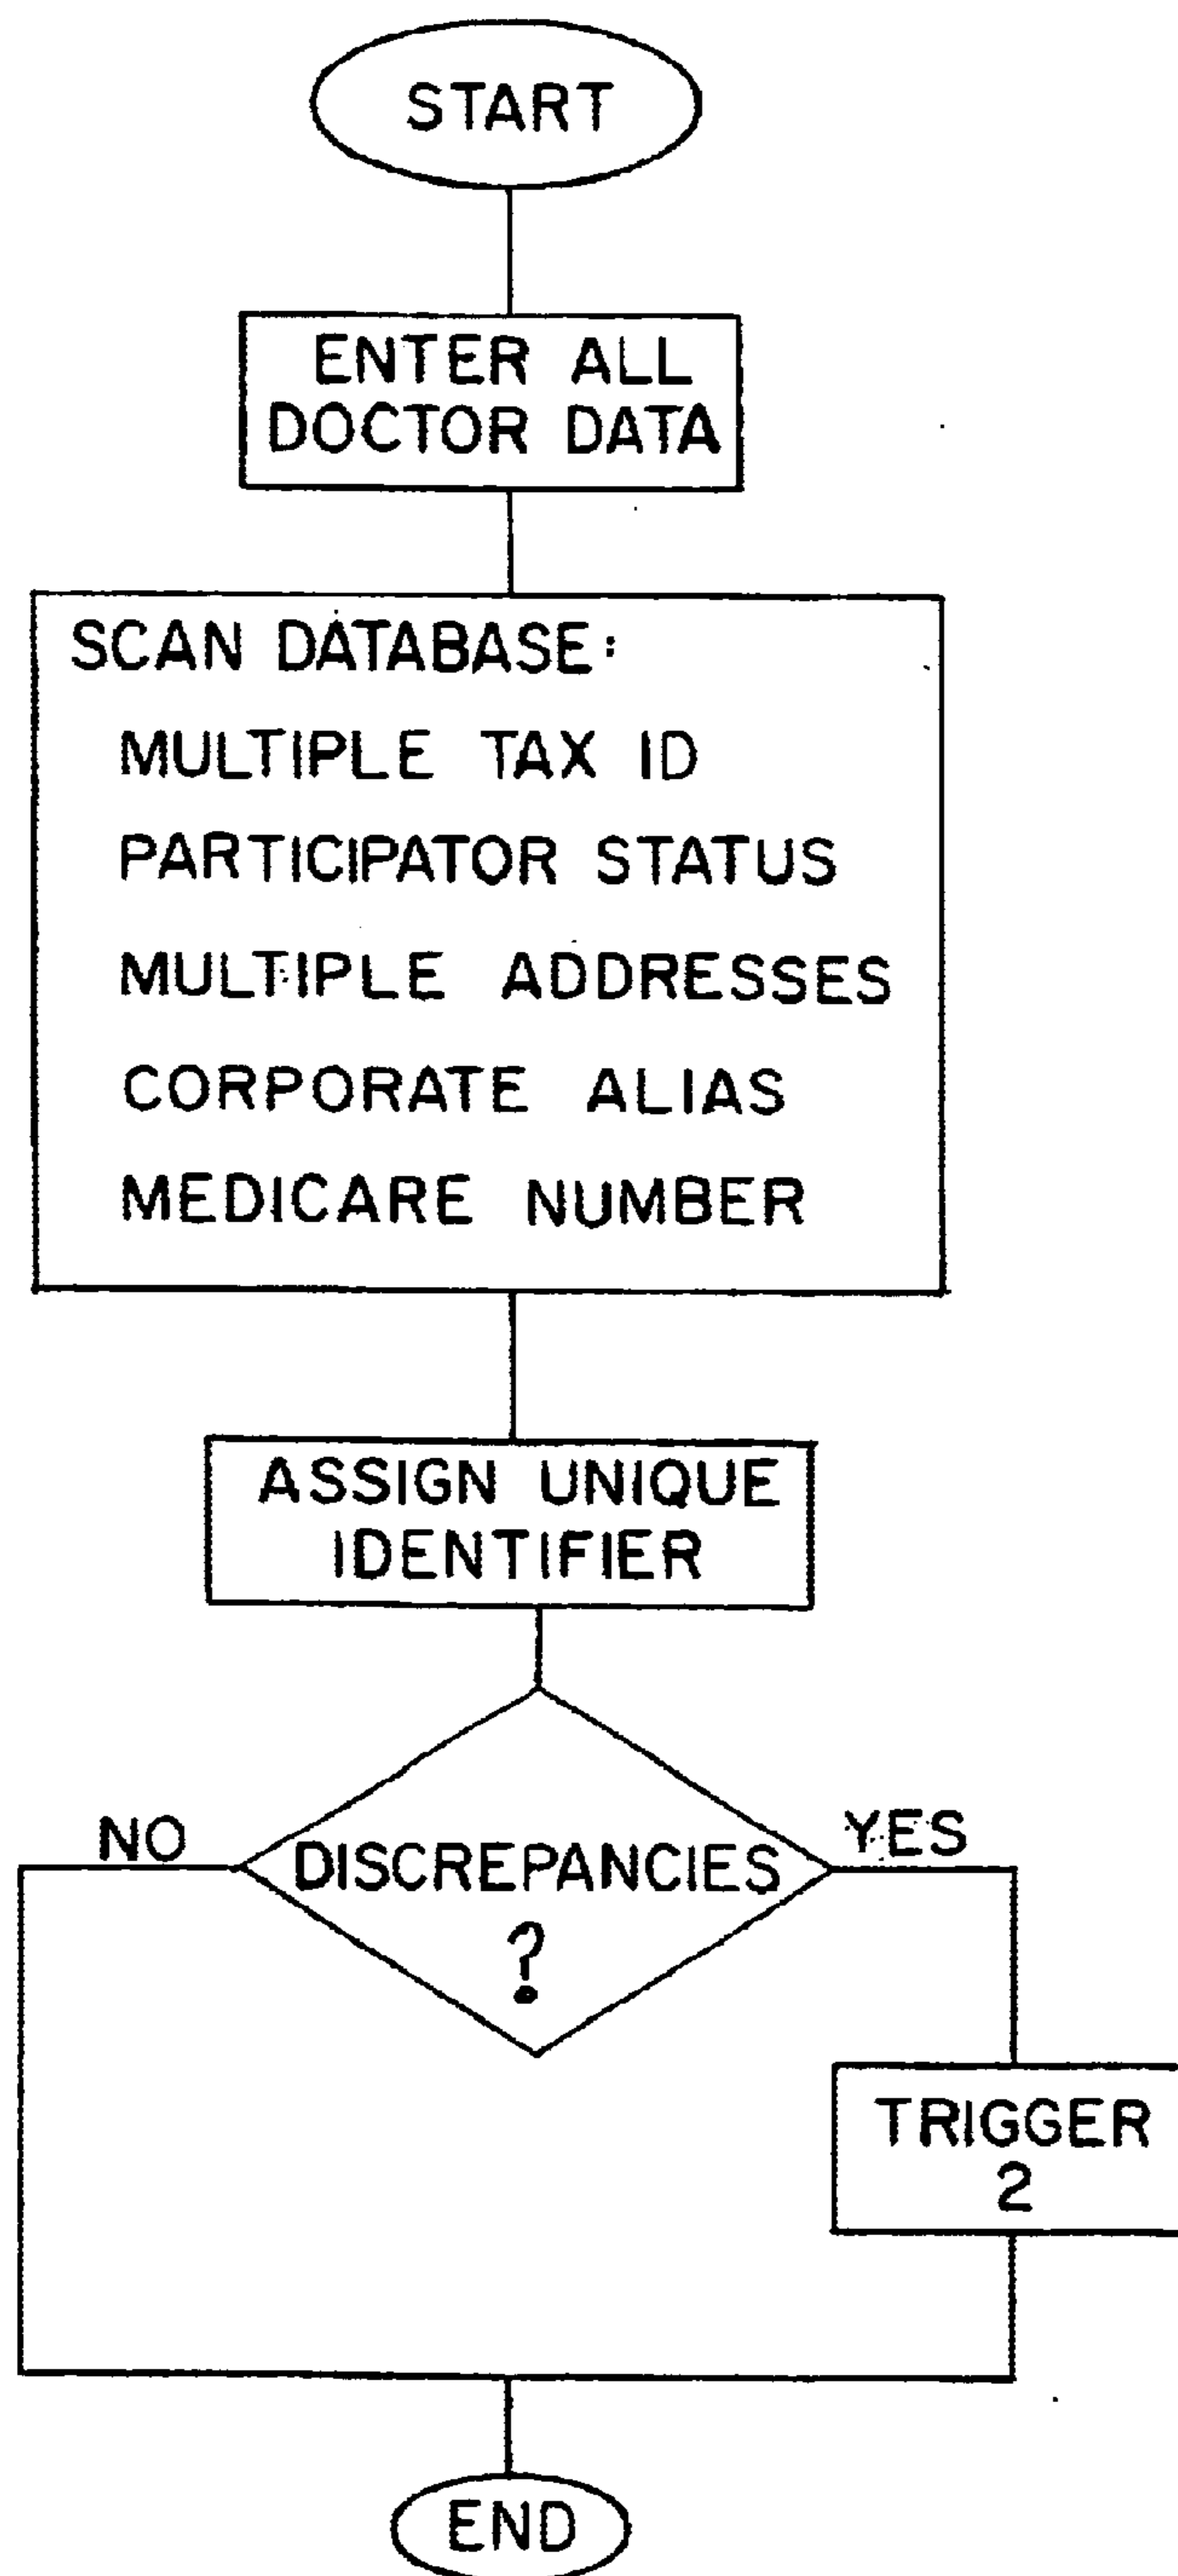 START
ENTER ALL
DOCTOR DATA
SCAN DATABASE:
MULTIPLE TAX ID
PARTICIPATOR STATUS
MULTIPLE ADDRESSES
CORPORATE ALIAS
MEDICARE NUMBER
ASSIGN UNIQUE
IDENTIFIER
NO
YES
DISCREPANCIES
?
TRIGGER
2
END